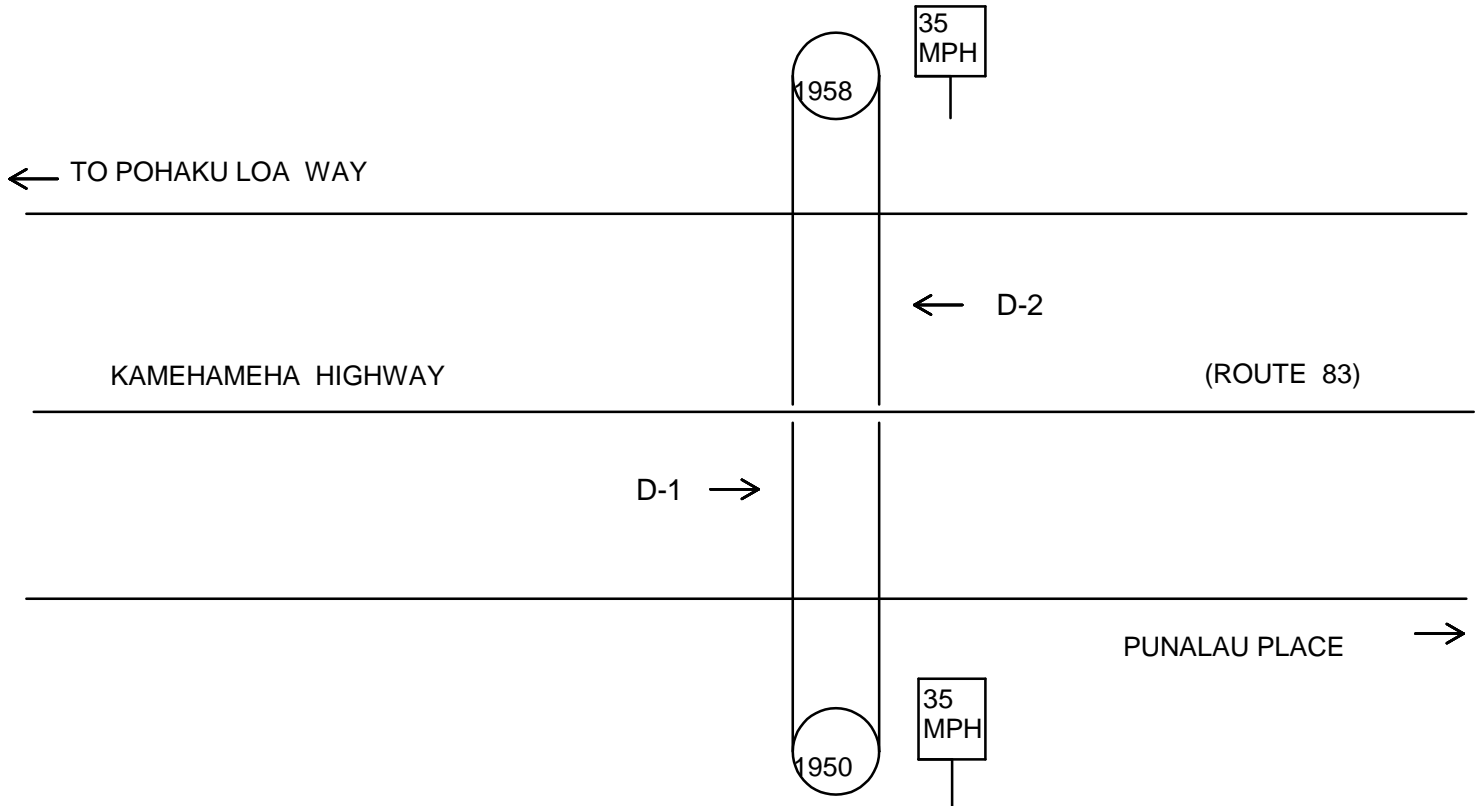 35
MPH
1958
TO POHAKU LOA WAY
D-2
KAMEHAMEHA HIGHWAY (ROUTE 83)
D-1
PUNALAU PLACE
35
MPH
1950